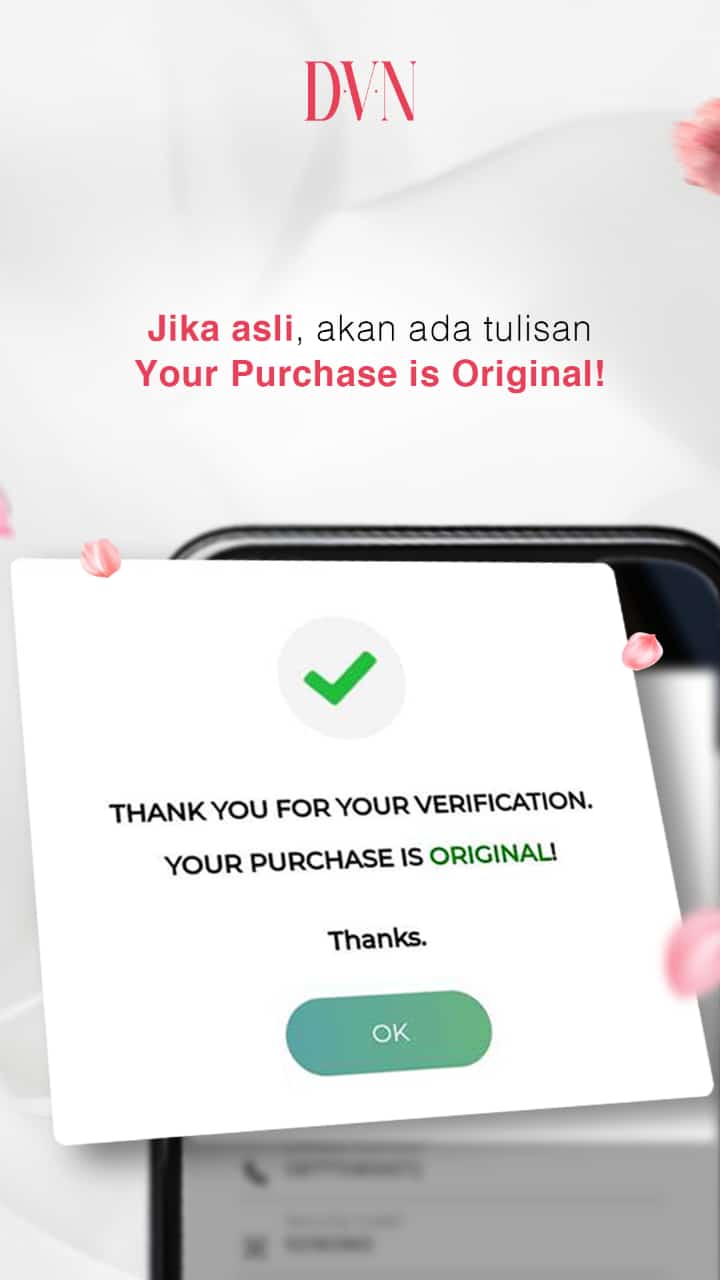 D.V.N
Jika asli, akan ada tulisan
Your Purchase is Original!
THANK YOU FOR YOUR VERIFICATION.
YOUR PURCHASE IS ORIGINAL!
Thanks.
OK